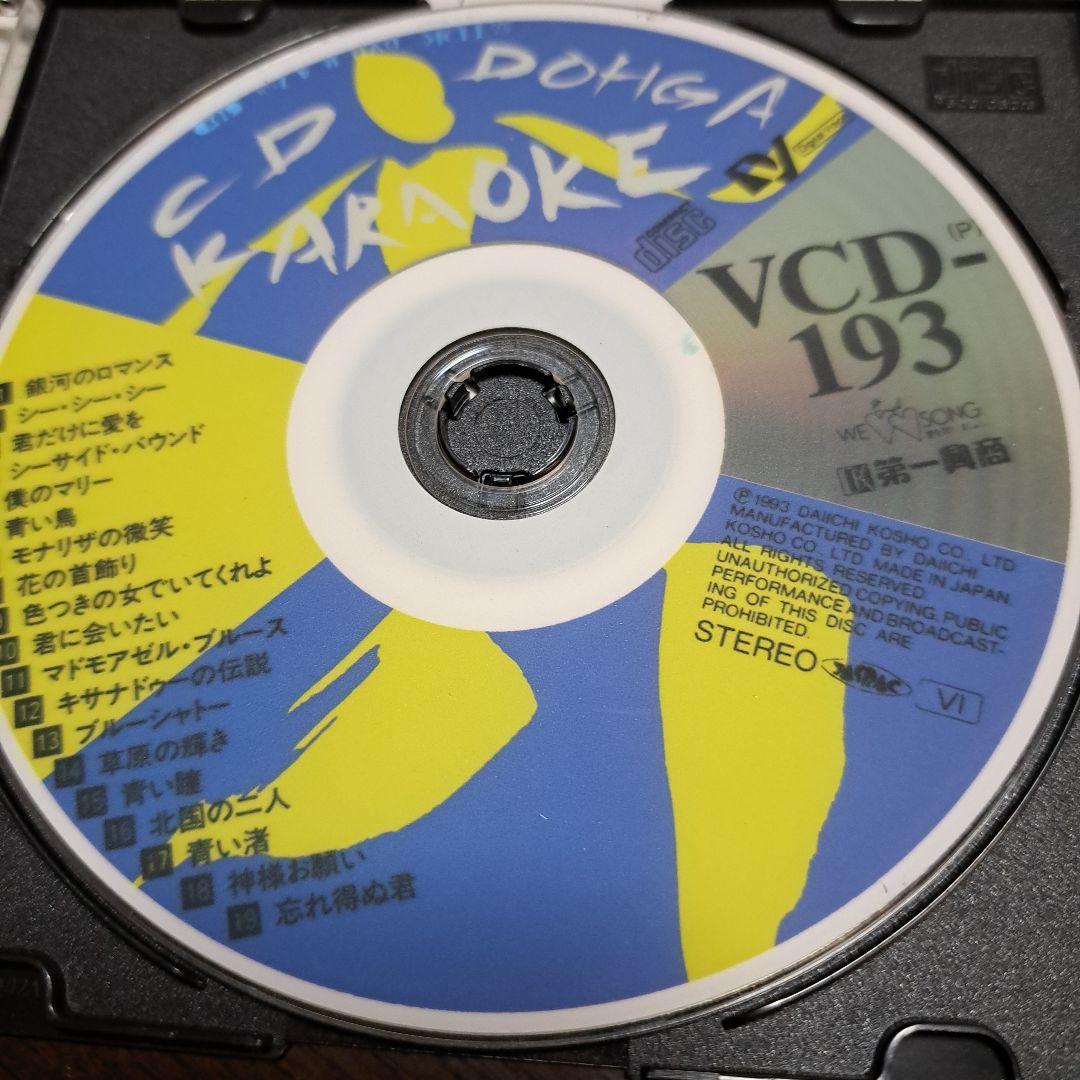 CD DOHGA
KARAOKE
DV
Digital Vision
disc
VCD-
(P)
193
WE SONG
DK 第一興商
Ⓟ1993 DAIICHI KOSHO CO., LTD
MANUFACTURED BY DAIICHI
KOSHO CO. LTD MADE IN JAPAN.
ALL RIGHTS RESERVED.
UNAUTHORIZED COPYING, PUBLIC
PERFORMANCE AND BROADCAST-
ING OF THIS DISC ARE
PROHIBITED.
STEREO JASRAC VI
銀河のロマンス
シー・シー・シー
君だけに愛を
シーサイド・バウンド
僕のマリー
青い鳥
モナリザの微笑
花の首飾り
色つきの女でいてくれよ
10 君に会いたい
11 マドモアゼル・ブルース
12 キサナドゥーの伝説
13 ブルーシャトー
14 草原の輝き
15 青い瞳
16 北国の二人
17 青い渚
18 神様お願い
19 忘れ得ぬ君
disc